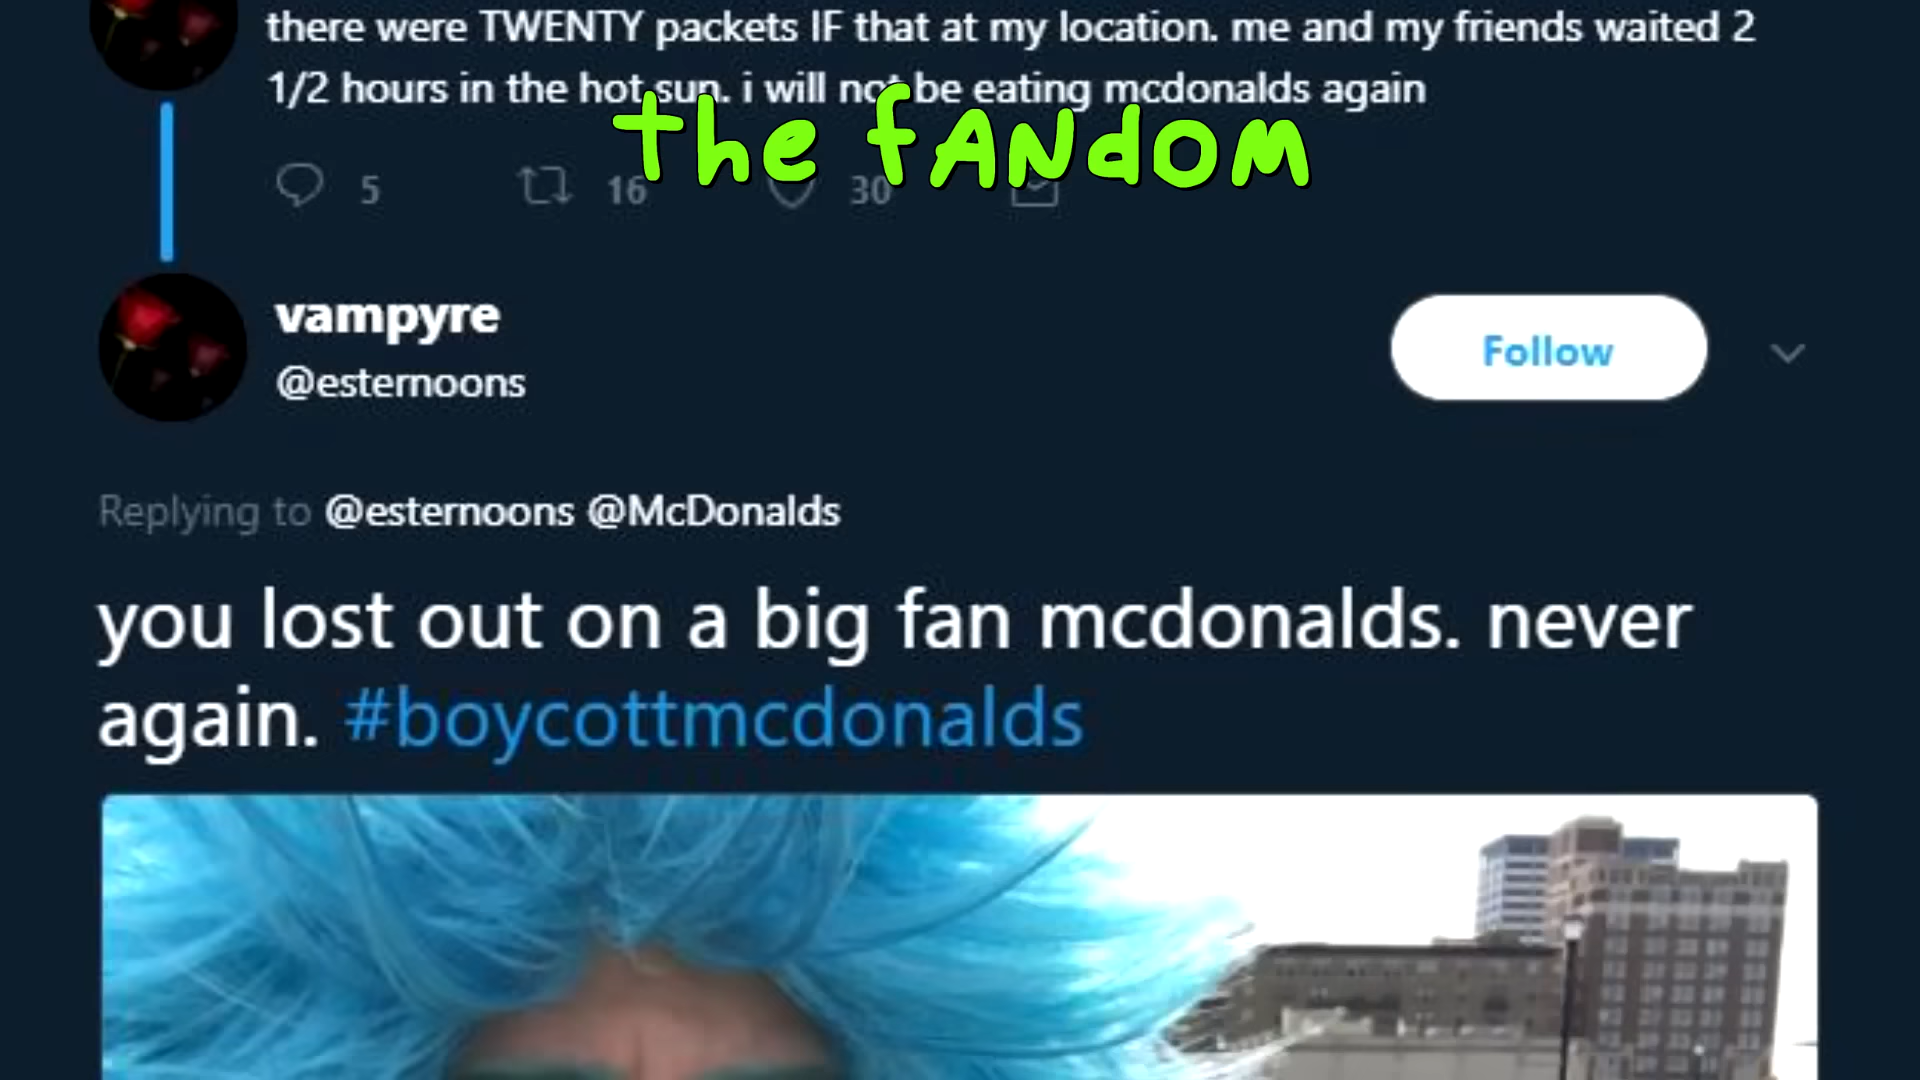 there were TWENTY packets IF that at my location. me and my friends waited 2
1/2 hours in the hot sun. i will not be eating mcdonalds again
the fANdOM
5 16 30
vampyre
@esternoons
Follow
Replying to @esternoons @McDonalds
you lost out on a big fan mcdonalds. never
again. #boycottmcdonalds